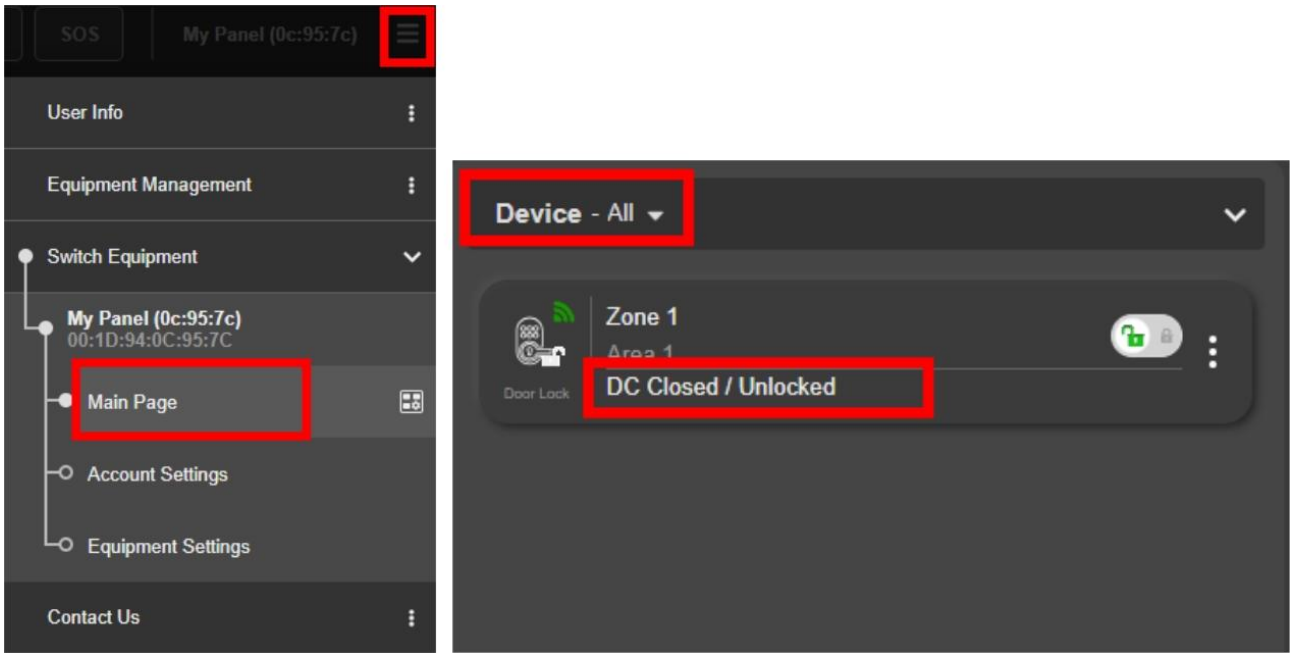 SOS
My Panel (0c:95:7c)
User Info
Equipment Management
Switch Equipment
My Panel (0c:95:7c)
00:1D:94:0C:95:7C
Main Page
Account Settings
Equipment Settings
Contact Us
Device - All
Zone 1
Area 1
DC Closed / Unlocked
Door Lock